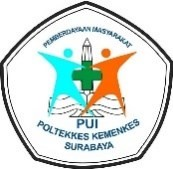 PEMBERDAYAAN MASYARAKAT
PUI
POLTEKKES KEMENKES
SURABAYA